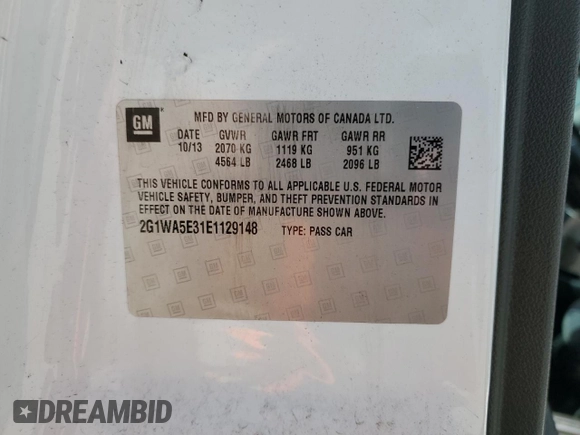 GM
MFD BY GENERAL MOTORS OF CANADA LTD.
DATE GVWR GAWR FRT GAWR RR
10/13 2070 KG 1119 KG 951 KG
4564 LB 2468 LB 2096 LB
THIS VEHICLE CONFORMS TO ALL APPLICABLE U.S. FEDERAL MOTOR
VEHICLE SAFETY, BUMPER, AND THEFT PREVENTION STANDARDS IN
EFFECT ON THE DATE OF MANUFACTURE SHOWN ABOVE.
2G1WA5E31E1129148 TYPE: PASS CAR
DREAMBID